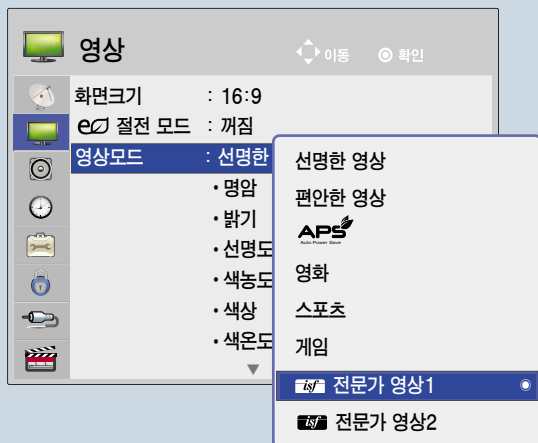 영상
이동 확인
화면크기 : 16:9
절전 모드 : 꺼짐
영상모드 : 선명한
• 명암
• 밝기
• 선명도
• 색농도
• 색상
• 색온도
선명한 영상
편안한 영상
APS
Auto Power Save
영화
스포츠
게임
isf 전문가 영상1
isf 전문가 영상2